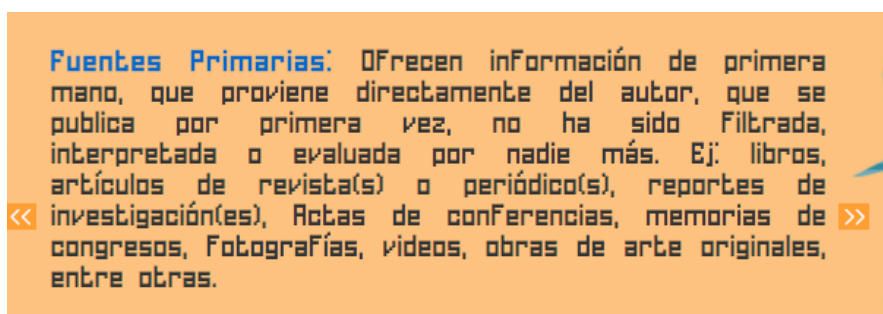 Fuentes Primarias: Ofrecen información de primera
mano, que proviene directamente del autor, que se
publica por primera vez, no ha sido filtrada,
interpretada o evaluada por nadie más. Ej: libros,
artículos de revista(s) o periódico(s), reportes de
investigación(es), Actas de conferencias, memorias de
congresos, fotografías, videos, obras de arte originales,
entre otras.